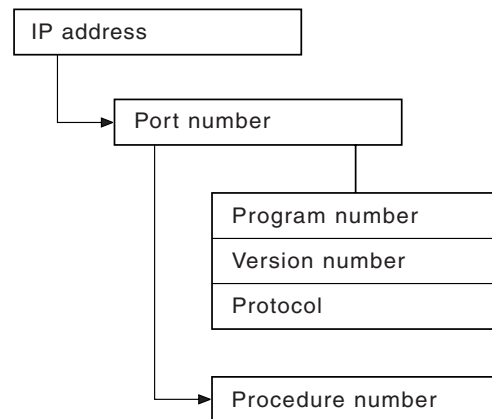 IP address
Port number
Program number
Version number
Protocol
Procedure number